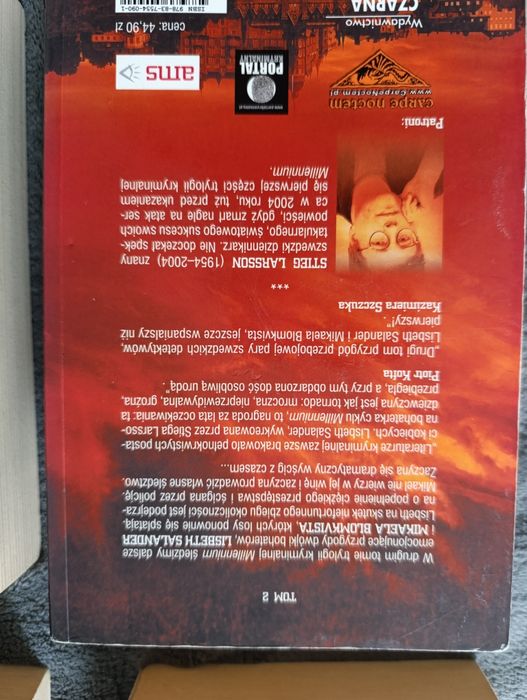 TOM 2
W drugim tomie trylogii kryminalnej Millennium śledzimy dalsze
emocjonujące przygody dwójki bohaterów, LISBETH SALANDER
i MIKAELA BLOMKVISTA, których losy ponownie się splatają.
Lisbeth na skutek niefortunnego zbiegu okoliczności jest podejrza-
na o popełnienie ciężkiego przestępstwa i ścigana przez policję.
Mikael nie wierzy w jej winę i zaczyna prowadzić własne śledztwo.
Zaczyna się dramatyczny wyścig z czasem...
„Literaturze kryminalnej zawsze brakowało pełnokrwistych posta-
ci kobiecych. Lisbeth Salander, wykreowana przez Stiega Larsso-
na bohaterka cyklu Millennium, to nagroda za lata oczekiwania: ta
dziewczyna jest jak tornado: mroczna, nieprzewidywalna, groźna,
przebiegła, a przy tym obdarzona dość osobliwą urodą”.
Piotr Kofta
„Drugi tom przygód przebojowej pary szwedzkich detektywów,
Lisbeth Salander i Mikaela Blomkvista, jeszcze wspanialszy niż
pierwszy!”.
Kazimiera Szczuka
***
STIEG LARSSON (1954–2004) znany
szwedzki dziennikarz. Nie doczekał spek-
takularnego, światowego sukcesu swoich
powieści, gdyż zmarł nagle na atak ser-
ca w 2004 roku, tuż przed ukazaniem
się pierwszej części trylogii kryminalnej
Millennium.
Patroni:
carpe noctem
www.CarpeNoctem.pl
PORTAL
KRYMINALNY
ams
Wydawnictwo
CZARNA
cena: 44,90 zł
ISBN 978-83-7554-090-